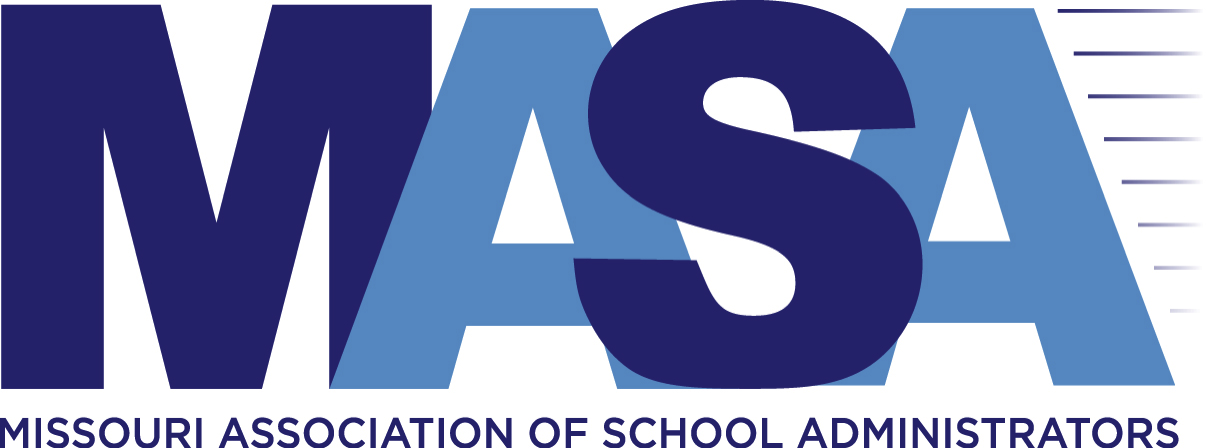 MASA
MISSOURI ASSOCIATION OF SCHOOL ADMINISTRATORS